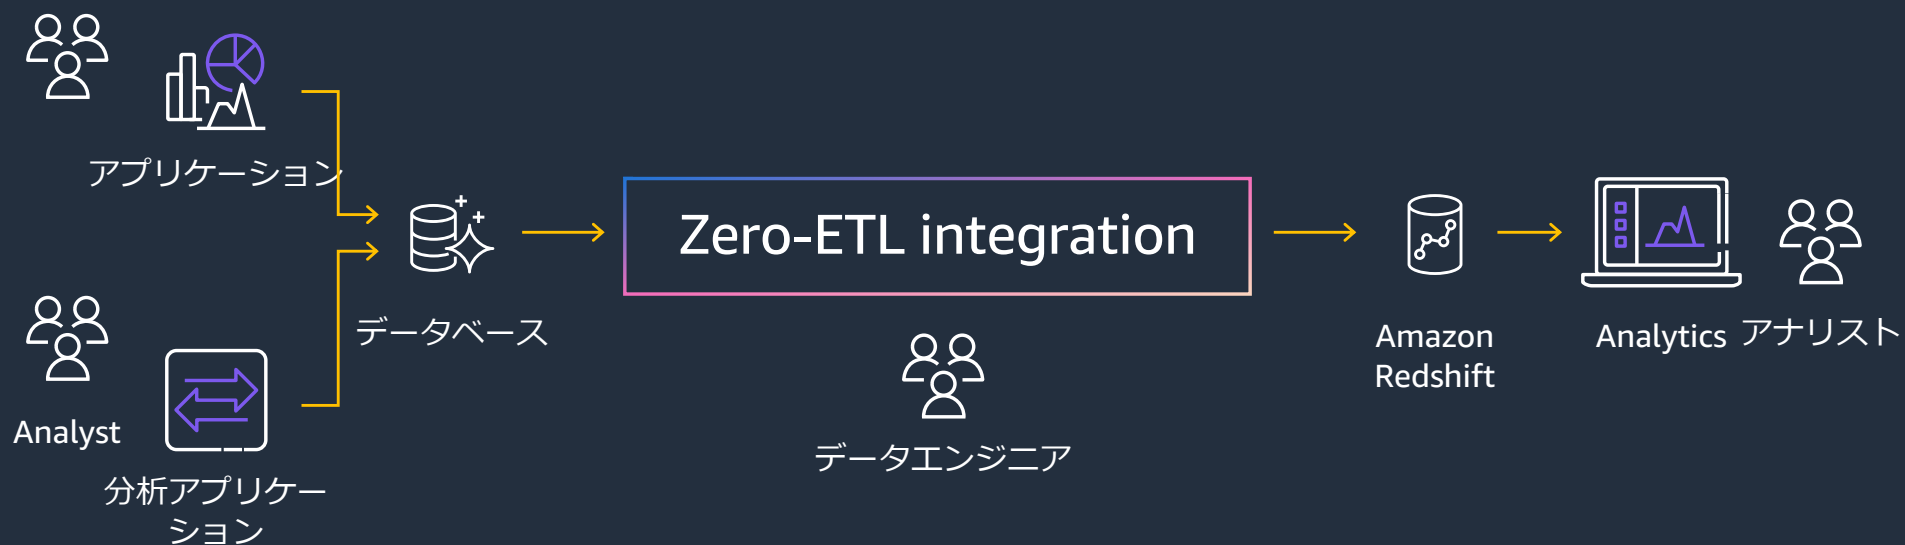 アプリケーション
Analyst
分析アプリケー
ション
データベース
Zero-ETL integration
データエンジニア
Amazon
Redshift
Analytics
アナリスト